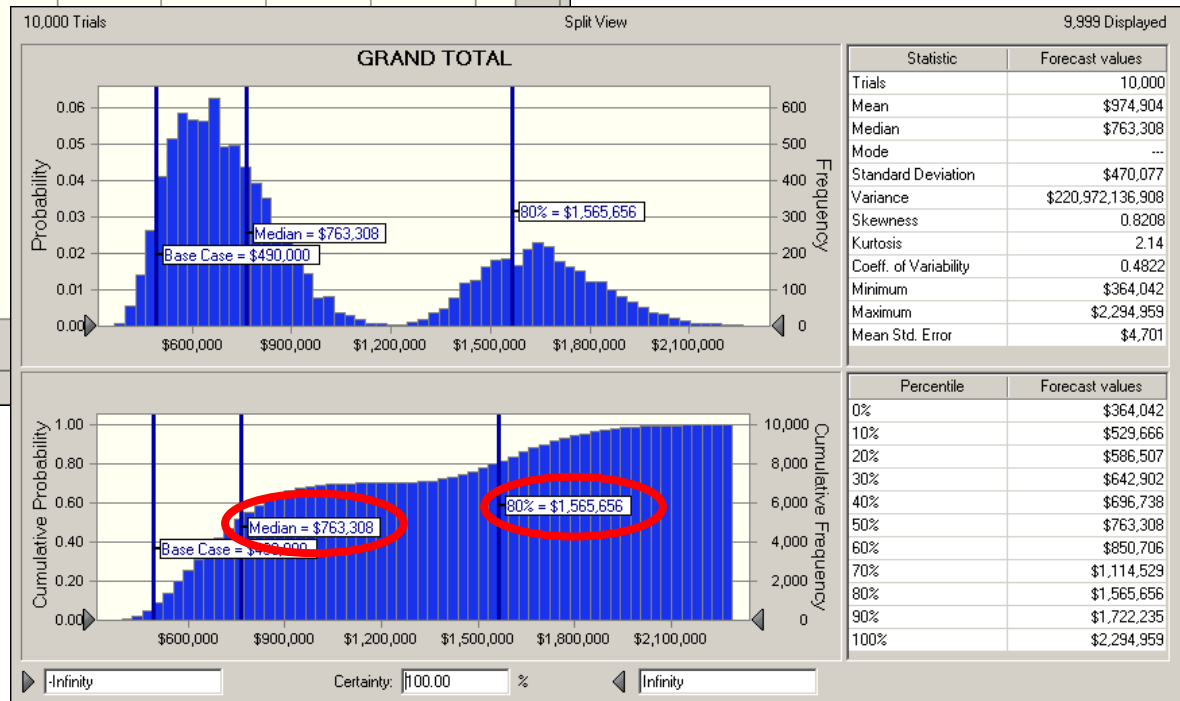 10,000 Trials Split View 9,999 Displayed
GRAND TOTAL
0.06 600
0.05 500
0.04 400
0.03 300
0.02 200
0.01 100
0.00 0
Probability
Frequency
80% = $1,565,656
Median = $763,308
Base Case = $490,000
$600,000 $900,000 $1,200,000 $1,500,000 $1,800,000 $2,100,000
Statistic Forecast values
Trials 10,000
Mean $974,904
Median $763,308
Mode ---
Standard Deviation $470,077
Variance $220,972,136,908
Skewness 0.8208
Kurtosis 2.14
Coeff. of Variability 0.4822
Minimum $364,042
Maximum $2,294,959
Mean Std. Error $4,701
1.00 10,000
0.80 8,000
0.60 6,000
0.40 4,000
0.20 2,000
0.00 0
Cumulative Probability
Cumulative Frequency
80% = $1,565,656
Median = $763,308
Base Case = $490,000
$600,000 $900,000 $1,200,000 $1,500,000 $1,800,000 $2,100,000
Percentile Forecast values
0% $364,042
10% $529,666
20% $586,507
30% $642,902
40% $696,738
50% $763,308
60% $850,706
70% $1,114,529
80% $1,565,656
90% $1,722,235
100% $2,294,959
-Infinity Certainty: 100.00 % Infinity